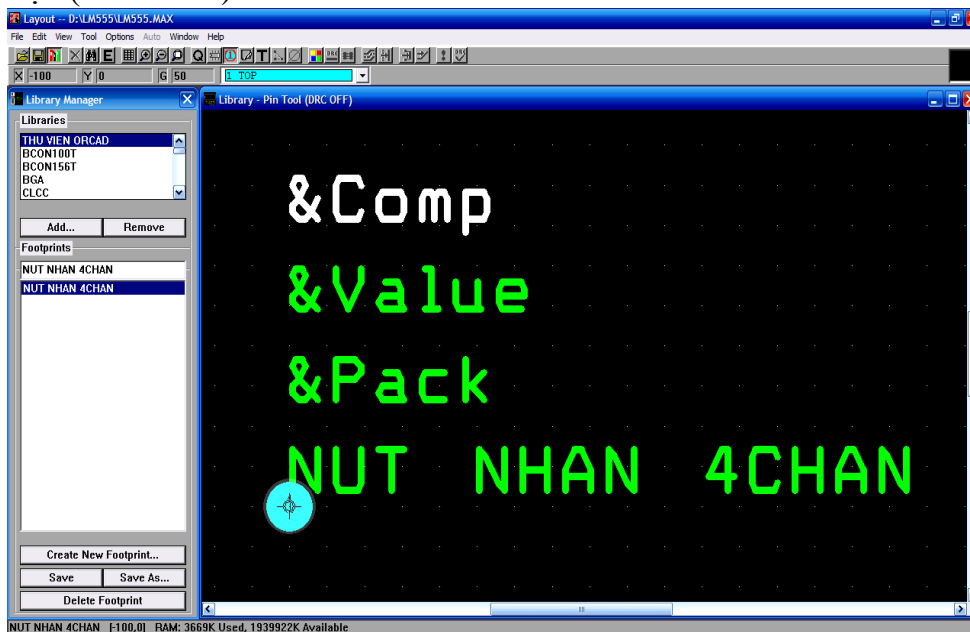 Layout -- D:\LM555\LM555.MAX
File Edit View Tool Options Auto Window Help
X -100 Y 0 G 50 1 TOP
Library Manager
Library - Pin Tool (DRC OFF)
Libraries
THU VIEN ORCAD
BCON100T
BCON156T
BGA
CLCC
Add... Remove
Footprints
NUT NHAN 4CHAN
NUT NHAN 4CHAN
Create New Footprint...
Save Save As...
Delete Footprint
&Comp
&Value
&Pack
NUT NHAN 4CHAN
NUT NHAN 4CHAN [-100,0] RAM: 3669K Used, 1939922K Available